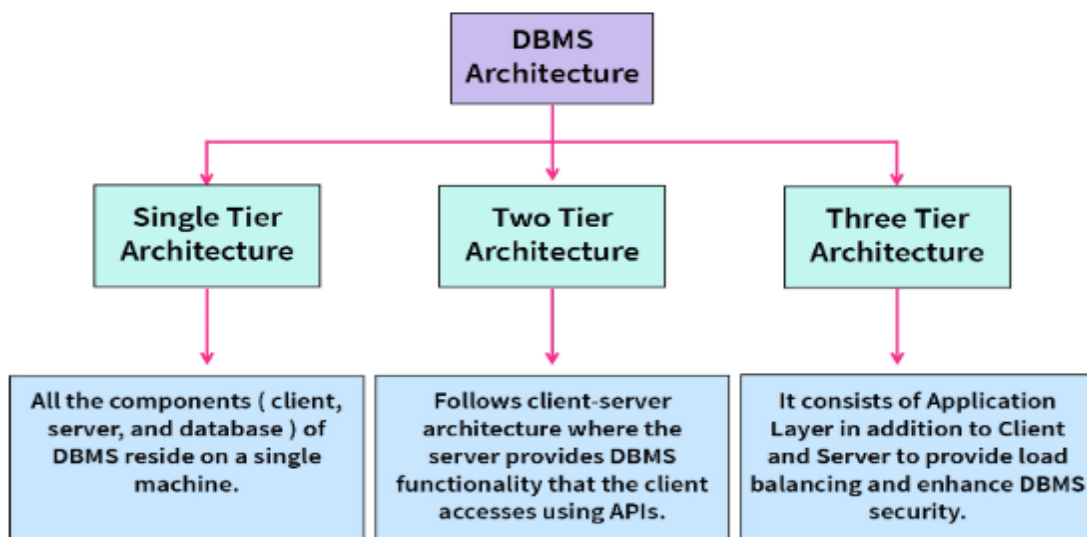 DBMS
Architecture
Single Tier
Architecture
Two Tier
Architecture
Three Tier
Architecture
All the components ( client,
server, and database ) of
DBMS reside on a single
machine.
Follows client-server
architecture where the
server provides DBMS
functionality that the client
accesses using APIs.
It consists of Application
Layer in addition to Client
and Server to provide load
balancing and enhance DBMS
security.